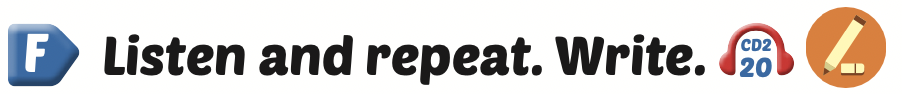 F Listen and repeat. Write. CD2
20